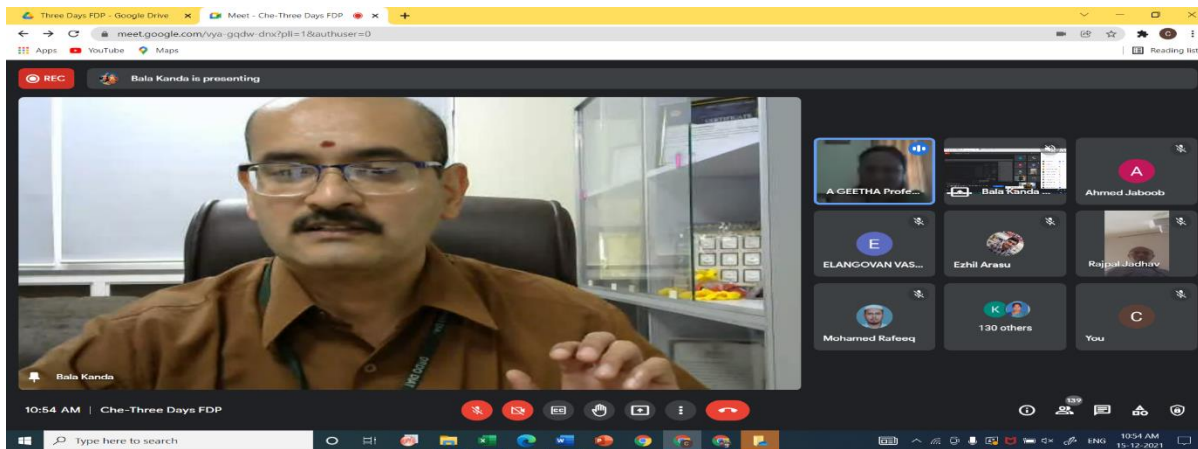 Three Days FDP - Google Drive
Meet - Che-Three Days FDP
meet.google.com/vya-gqdw-dnx?pli=1&authuser=0
Apps YouTube Maps
Reading list
REC
Bala Kanda is presenting
CERTIFICATE
A GEETHA Profe...
Bala Kanda ...
A
Ahmed Jaboob
E
ELANGOVAN VAS...
Ezhil Arasu
Rajpal Jadhav
Mohamed Rafeeq
K
130 others
C
You
Bala Kanda
10:54 AM | Che-Three Days FDP
139
Type here to search
ENG
10:54 AM
15-12-2021